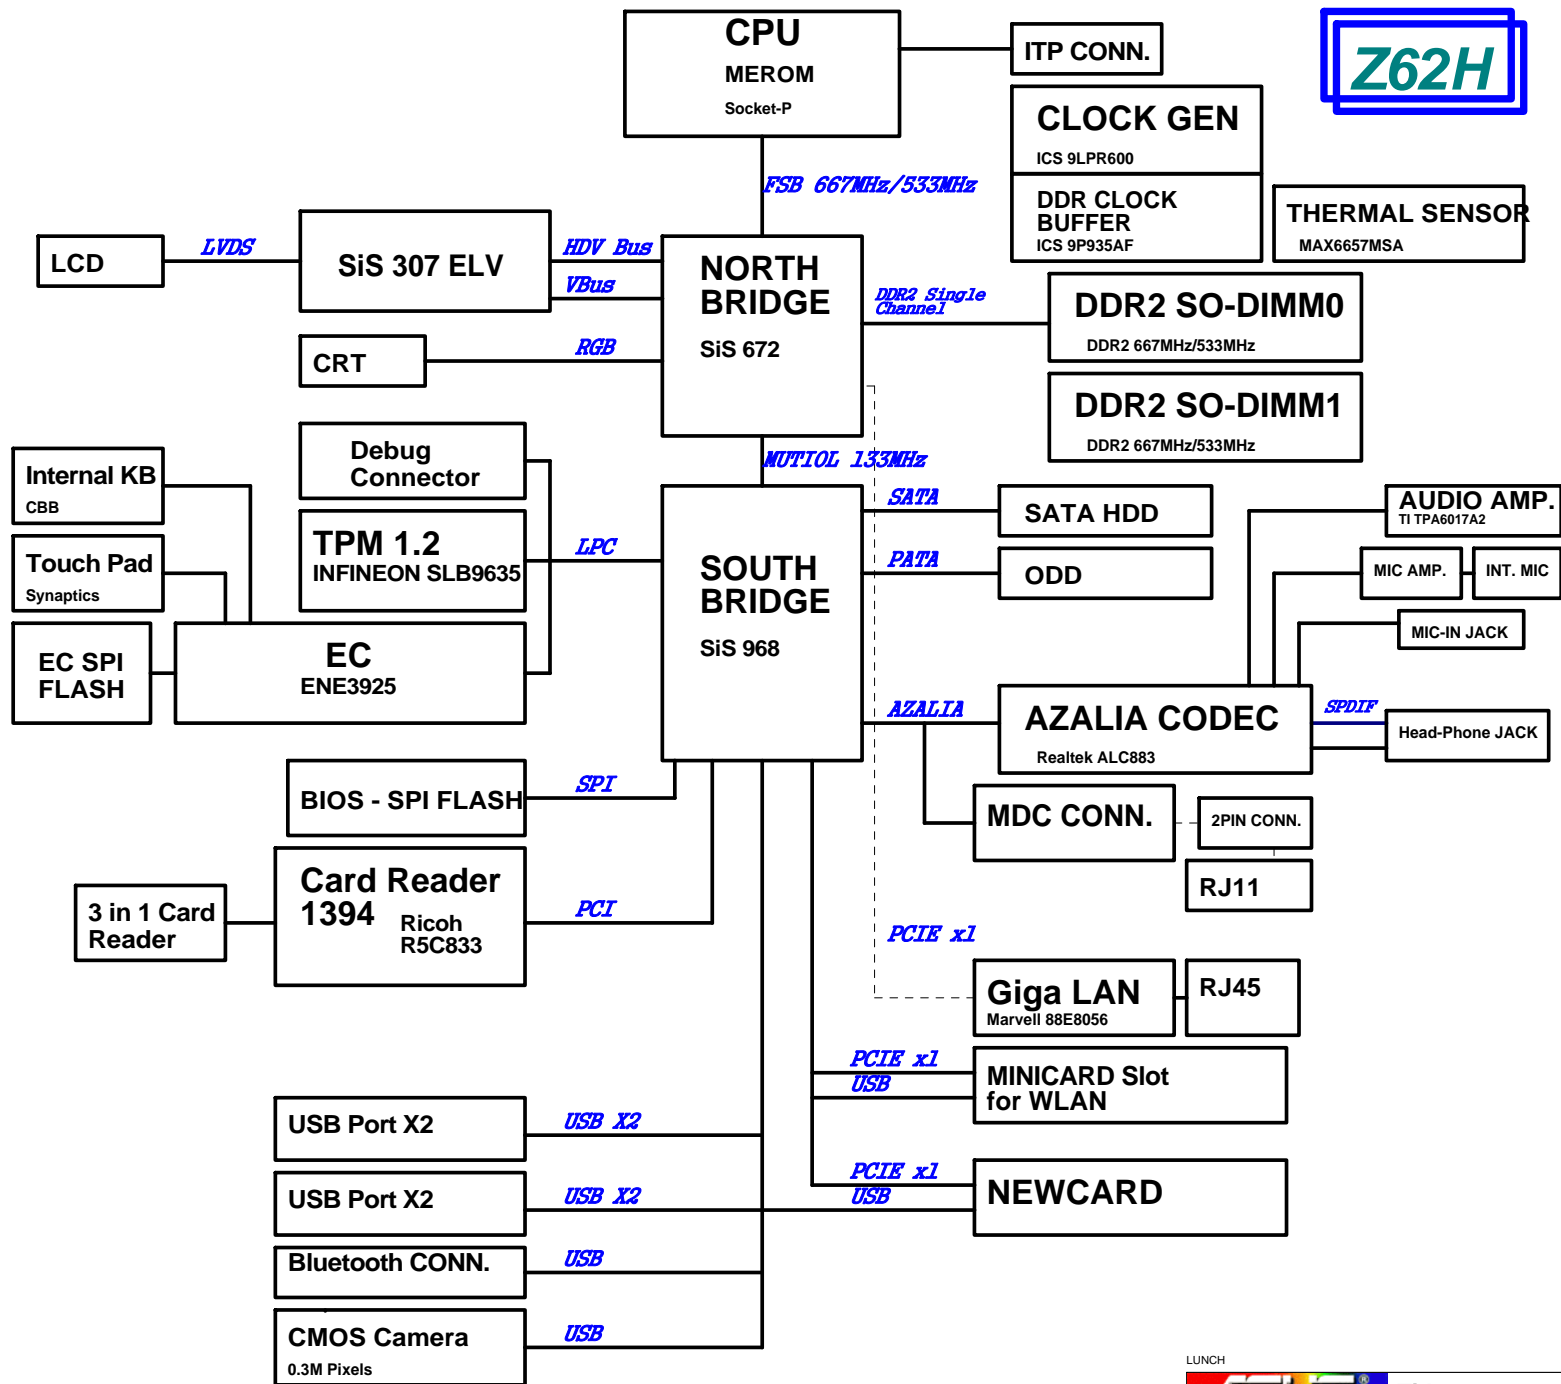 CPU
MEROM
Socket-P
ITP CONN.
Z62H
CLOCK GEN
ICS 9LPR600
FSB 667MHz/533MHz
DDR CLOCK
BUFFER
ICS 9P935AF
THERMAL SENSOR
MAX6657MSA
LCD
LVDS
SiS 307 ELV
HDV Bus
VBus
NORTH
BRIDGE
SiS 672
DDR2 Single
Channel
DDR2 SO-DIMM0
DDR2 667MHz/533MHz
CRT
RGB
DDR2 SO-DIMM1
DDR2 667MHz/533MHz
Debug
Connector
MUTIOL 133MHz
Internal KB
CBB
TPM 1.2
INFINEON SLB9635
LPC
SOUTH
BRIDGE
SiS 968
SATA
SATA HDD
PATA
ODD
AUDIO AMP.
TI TPA6017A2
MIC AMP.
INT. MIC
MIC-IN JACK
Touch Pad
Synaptics
EC SPI
FLASH
EC
ENE3925
AZALIA
AZALIA CODEC
Realtek ALC883
SPDIF
Head-Phone JACK
BIOS - SPI FLASH
SPI
MDC CONN.
2PIN CONN.
RJ11
3 in 1 Card
Reader
Card Reader
1394
Ricoh
R5C833
PCI
PCIE x1
Giga LAN
Marvell 88E8056
RJ45
PCIE x1
USB
MINICARD Slot
for WLAN
USB Port X2
USB X2
PCIE x1
USB
NEWCARD
USB Port X2
USB X2
Bluetooth CONN.
USB
CMOS Camera
0.3M Pixels
USB
LUNCH